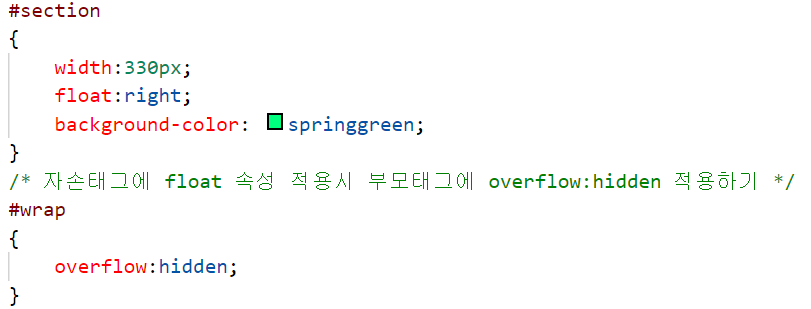 #section
{
width:330px;
float:right;
background-color: springgreen;
}
/* 자손태그에 float 속성 적용시 부모태그에 overflow:hidden 적용하기 */
#wrap
{
overflow:hidden;
}